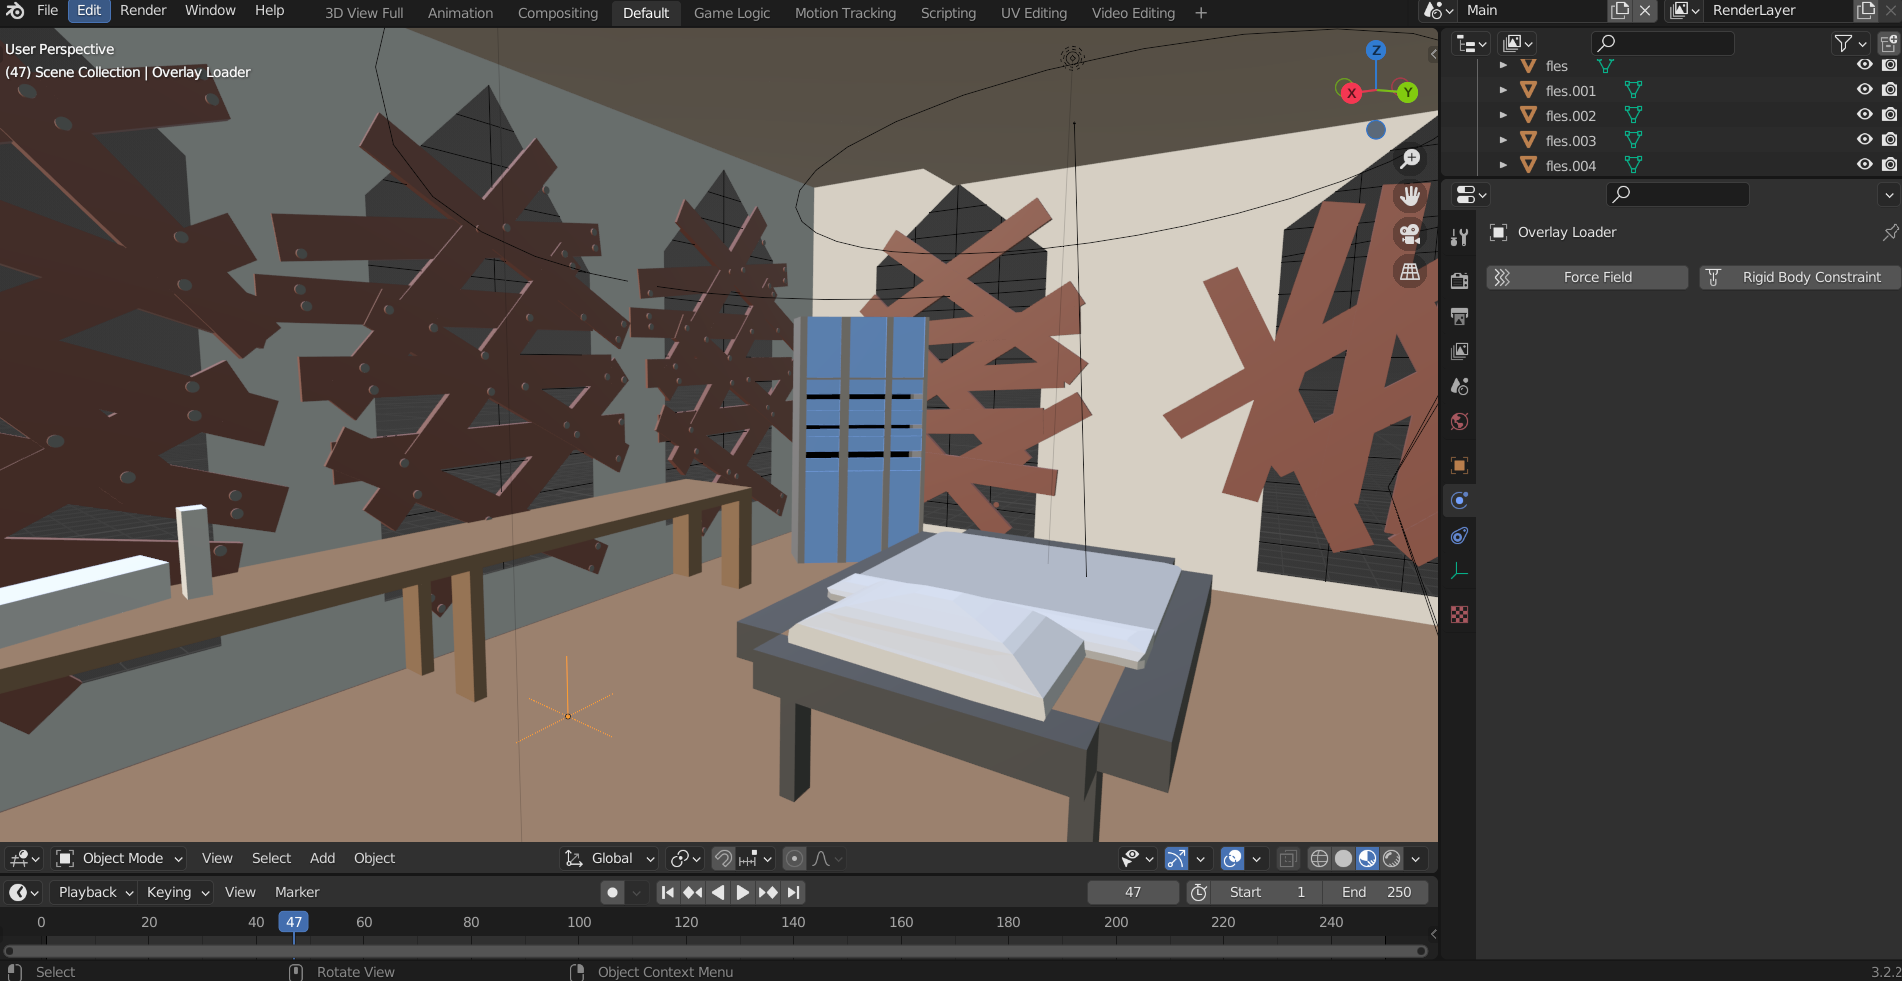 File Edit Render Window Help
3D View Full Animation Compositing Default Game Logic Motion Tracking Scripting UV Editing Video Editing +
Main
RenderLayer
User Perspective
(47) Scene Collection | Overlay Loader
Z
X
Y
fles
fles.001
fles.002
fles.003
fles.004
Overlay Loader
Force Field
Rigid Body Constraint
Object Mode View Select Add Object
Global
Playback Keying View Marker
47
Start 1
End 250
0 20 40 47 60 80 100 120 140 160 180 200 220 240
Select
Rotate View
Object Context Menu
3.2.2